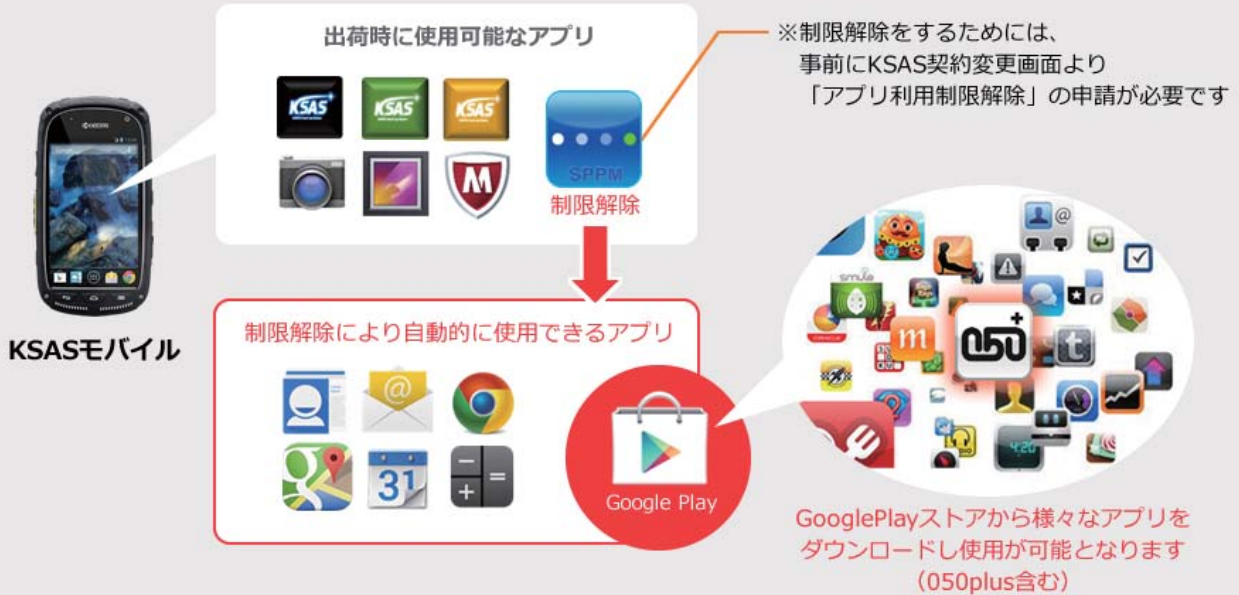 出荷時に使用可能なアプリ
※制限解除をするためには、
事前にKSAS契約変更画面より
「アプリ利用制限解除」の申請が必要です
KSAS
KSAS
KSAS
SPPM
制限解除
KYOCERA
KSASモバイル
制限解除により自動的に使用できるアプリ
@
31
Google Play
@
smule
m
050+
t
4:20
GooglePlayストアから様々なアプリを
ダウンロードし使用が可能となります
（050plus含む）